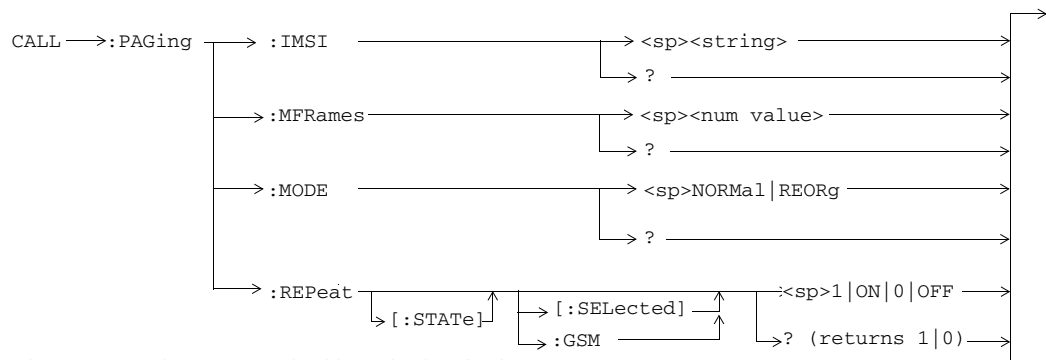 CALL :PAGing :IMSI <sp><string>
?
:MFRames <sp><num value>
?
:MODE <sp>NORMal|REORg
?
:REPeat <sp>1|ON|0|OFF
[:STATe] [:SELected]
:GSM ? (returns 1|0)